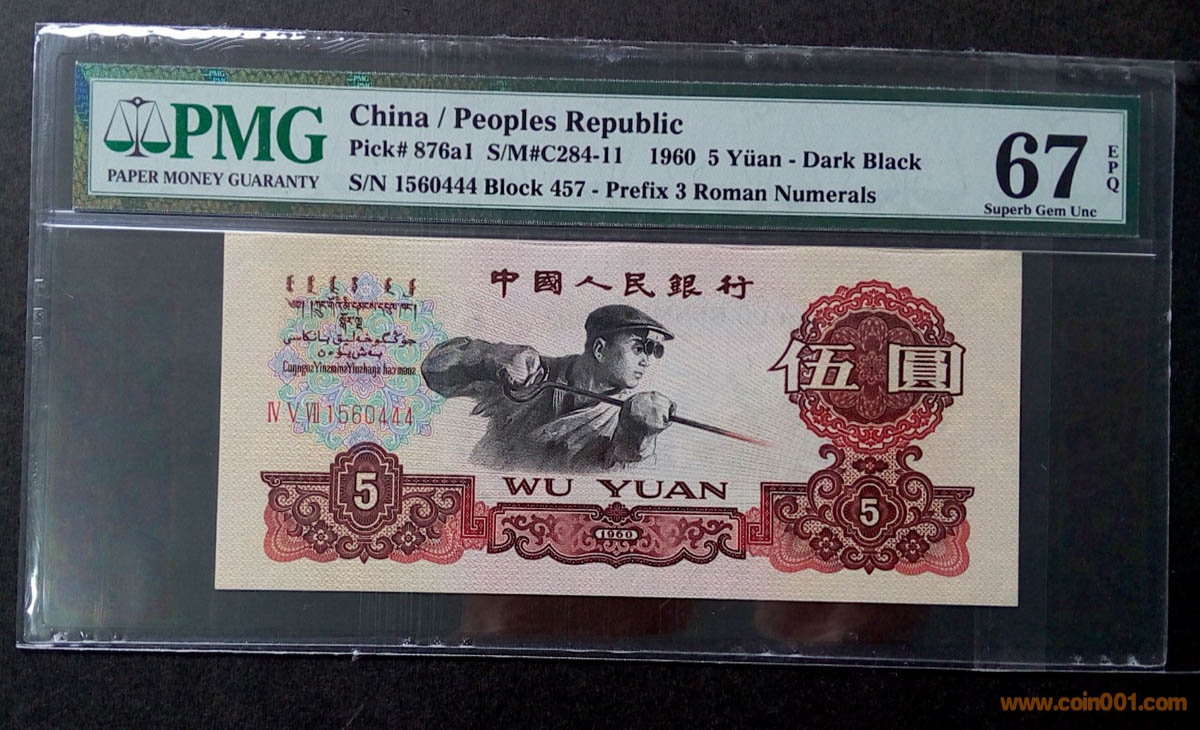 PMG
PAPER MONEY GUARANTY
China / Peoples Republic
Pick# 876a1 S/M#C284-11 1960 5 Yüan - Dark Black
S/N 1560444 Block 457 - Prefix 3 Roman Numerals
67
EPQ
Superb Gem Unc
中國人民銀行
伍圓
IV V VII 1560444
5
WU YUAN
1960
5
www.coin001.com